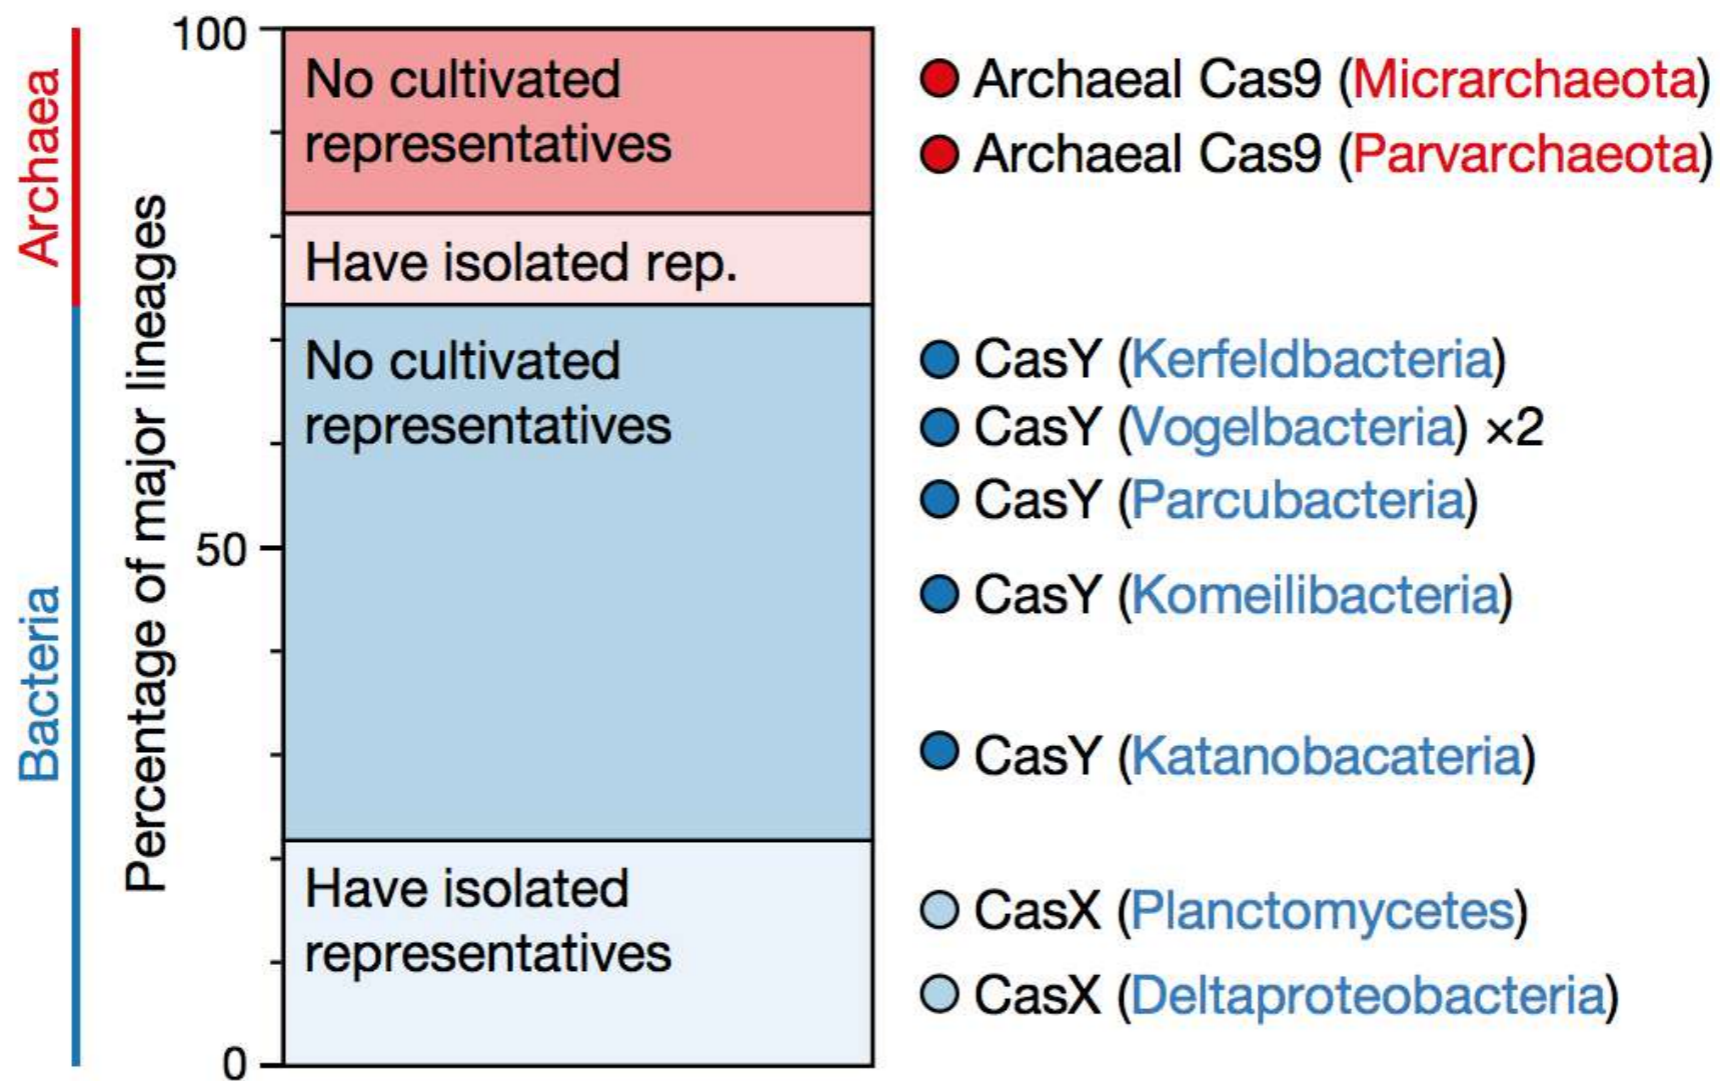 Archaea
Bacteria
Percentage of major lineages
100
50
0
No cultivated
representatives
Have isolated rep.
No cultivated
representatives
Have isolated
representatives
Archaeal Cas9 (Micrarchaeota)
Archaeal Cas9 (Parvarchaeota)
CasY (Kerfeldbacteria)
CasY (Vogelbacteria) ×2
CasY (Parcubacteria)
CasY (Komeilibacteria)
CasY (Katanobacateria)
CasX (Planctomycetes)
CasX (Deltaproteobacteria)